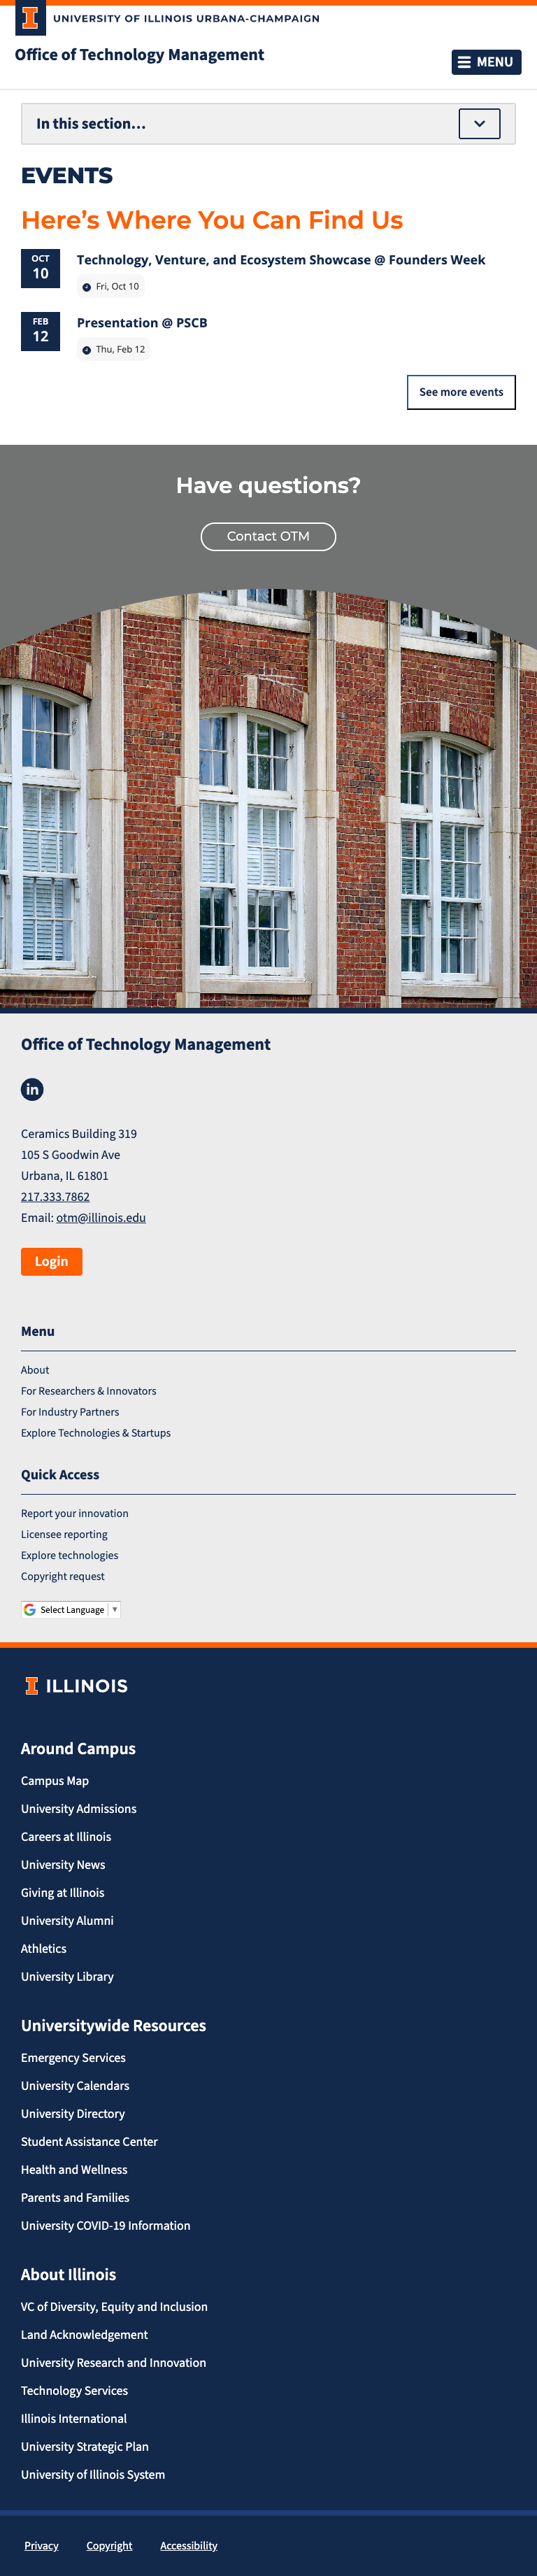 UNIVERSITY OF ILLINOIS URBANA-CHAMPAIGN
Office of Technology Management
MENU
In this section...
EVENTS
Here's Where You Can Find Us
OCT
10
Technology, Venture, and Ecosystem Showcase @ Founders Week
Fri, Oct 10
FEB
12
Presentation @ PSCB
Thu, Feb 12
See more events
Have questions?
Contact OTM
Office of Technology Management
in
Ceramics Building 319
105 S Goodwin Ave
Urbana, IL 61801
217.333.7862
Email: otm@illinois.edu
Login
Menu
About
For Researchers & Innovators
For Industry Partners
Explore Technologies & Startups
Quick Access
Report your innovation
Licensee reporting
Explore technologies
Copyright request
G Select Language ▼
I ILLINOIS
Around Campus
Campus Map
University Admissions
Careers at Illinois
University News
Giving at Illinois
University Alumni
Athletics
University Library
Universitywide Resources
Emergency Services
University Calendars
University Directory
Student Assistance Center
Health and Wellness
Parents and Families
University COVID-19 Information
About Illinois
VC of Diversity, Equity and Inclusion
Land Acknowledgement
University Research and Innovation
Technology Services
Illinois International
University Strategic Plan
University of Illinois System
Privacy Copyright Accessibility